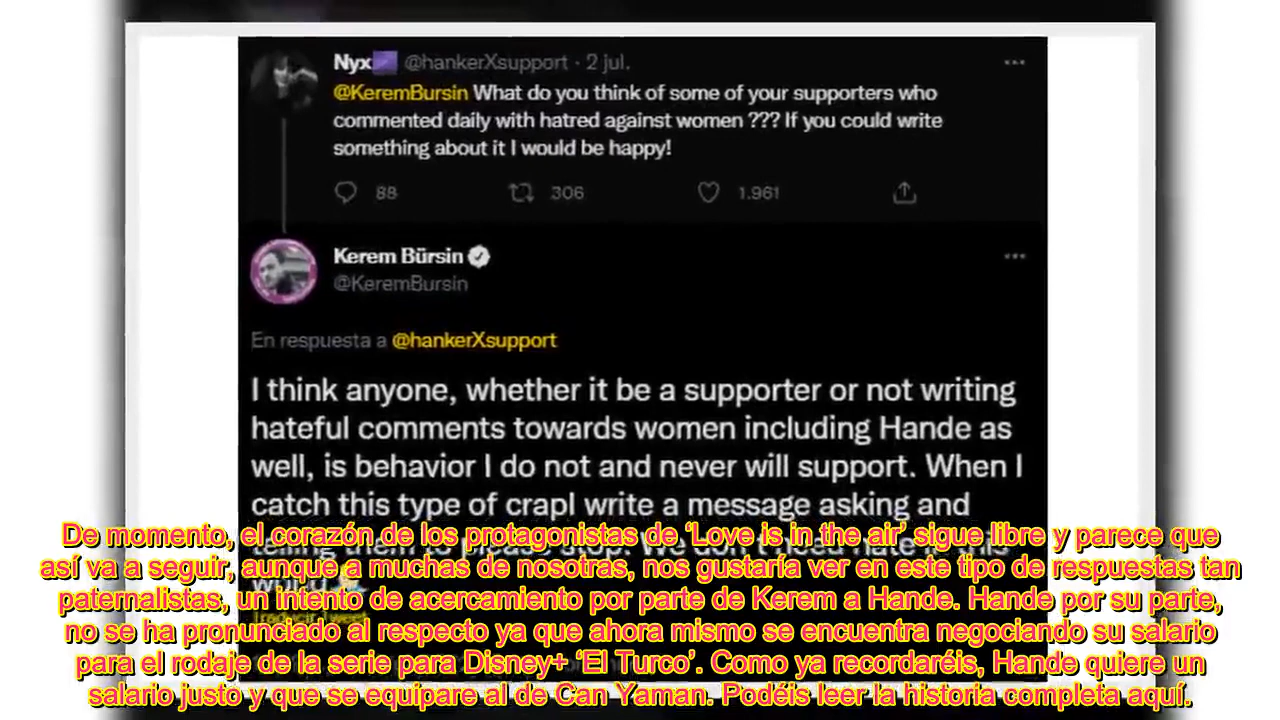 Nyx @hankerXsupport · 2 jul.
@KeremBursin What do you think of some of your supporters who
commented daily with hatred against women ??? If you could write
something about it I would be happy!
88 306 1.961
Kerem Bürsin
@KeremBursin
En respuesta a @hankerXsupport
I think anyone, whether it be a supporter or not writing
hateful comments towards women including Hande as
well, is behavior I do not and never will support. When I
catch this type of crapI write a message asking and
De momento, el corazón de los protagonistas de ‘Love is in the air’ sigue libre y parece que
así va a seguir, aunque a muchas de nosotras, nos gustaría ver en este tipo de respuestas tan
paternalistas, un intento de acercamiento por parte de Kerem a Hande. Hande por su parte,
no se ha pronunciado al respecto ya que ahora mismo se encuentra negociando su salario
para el rodaje de la serie para Disney+ ‘El Turco’. Como ya recordaréis, Hande quiere un
salario justo y que se equipare al de Can Yaman. Podéis leer la historia completa aquí.